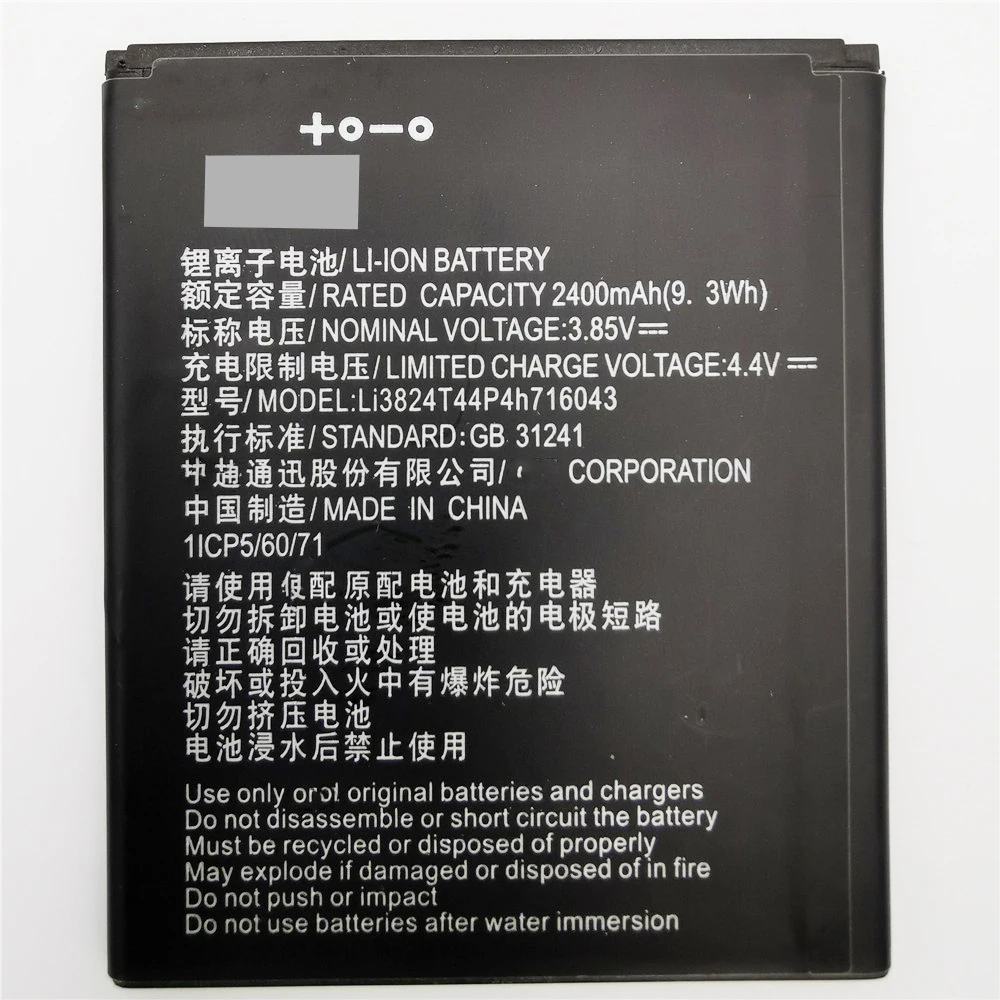 锂离子电池/LI-ION BATTERY
额定容量/RATED CAPACITY 2400mAh(9. 3Wh)
标称电压/NOMINAL VOLTAGE:3.85V⎓
充电限制电压/LIMITED CHARGE VOLTAGE:4.4V⎓
型号/MODEL:Li3824T44P4h716043
执行标准/STANDARD:GB 31241
通讯股份有限公司/ CORPORATION
中国制造/MADE IN CHINA
1ICP5/60/71
请使用 配原配电池和充电器
切勿拆卸电池或使电池的电极短路
请正确回收或处理
破坏或投入火中有爆炸危险
切勿挤压电池
电池浸水后禁止使用
Use only original batteries and chargers
Do not disassemble or short circuit the battery
Must be recycled or disposed of properly
May explode if damaged or disposed of in fire
Do not push or impact
Do not use batteries after water immersion